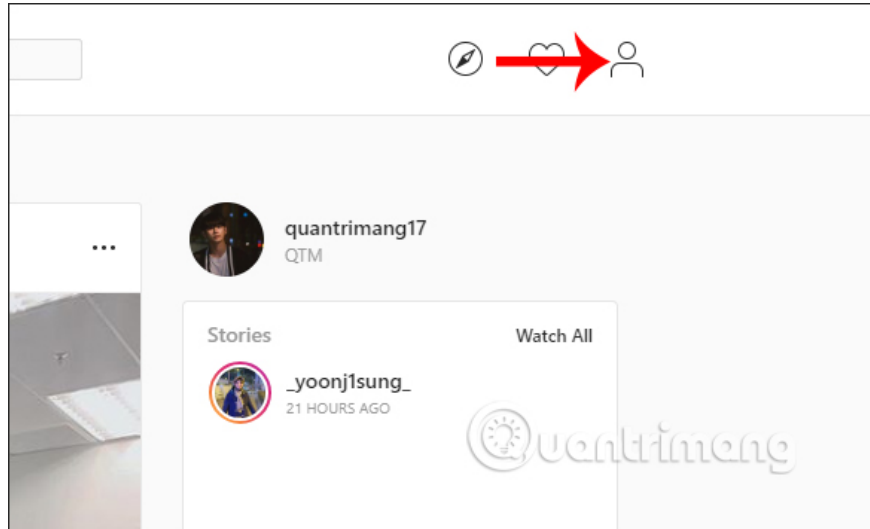 quantrimang17
QTM
Stories
Watch All
_yoonj1sung_
21 HOURS AGO
Quantrimang